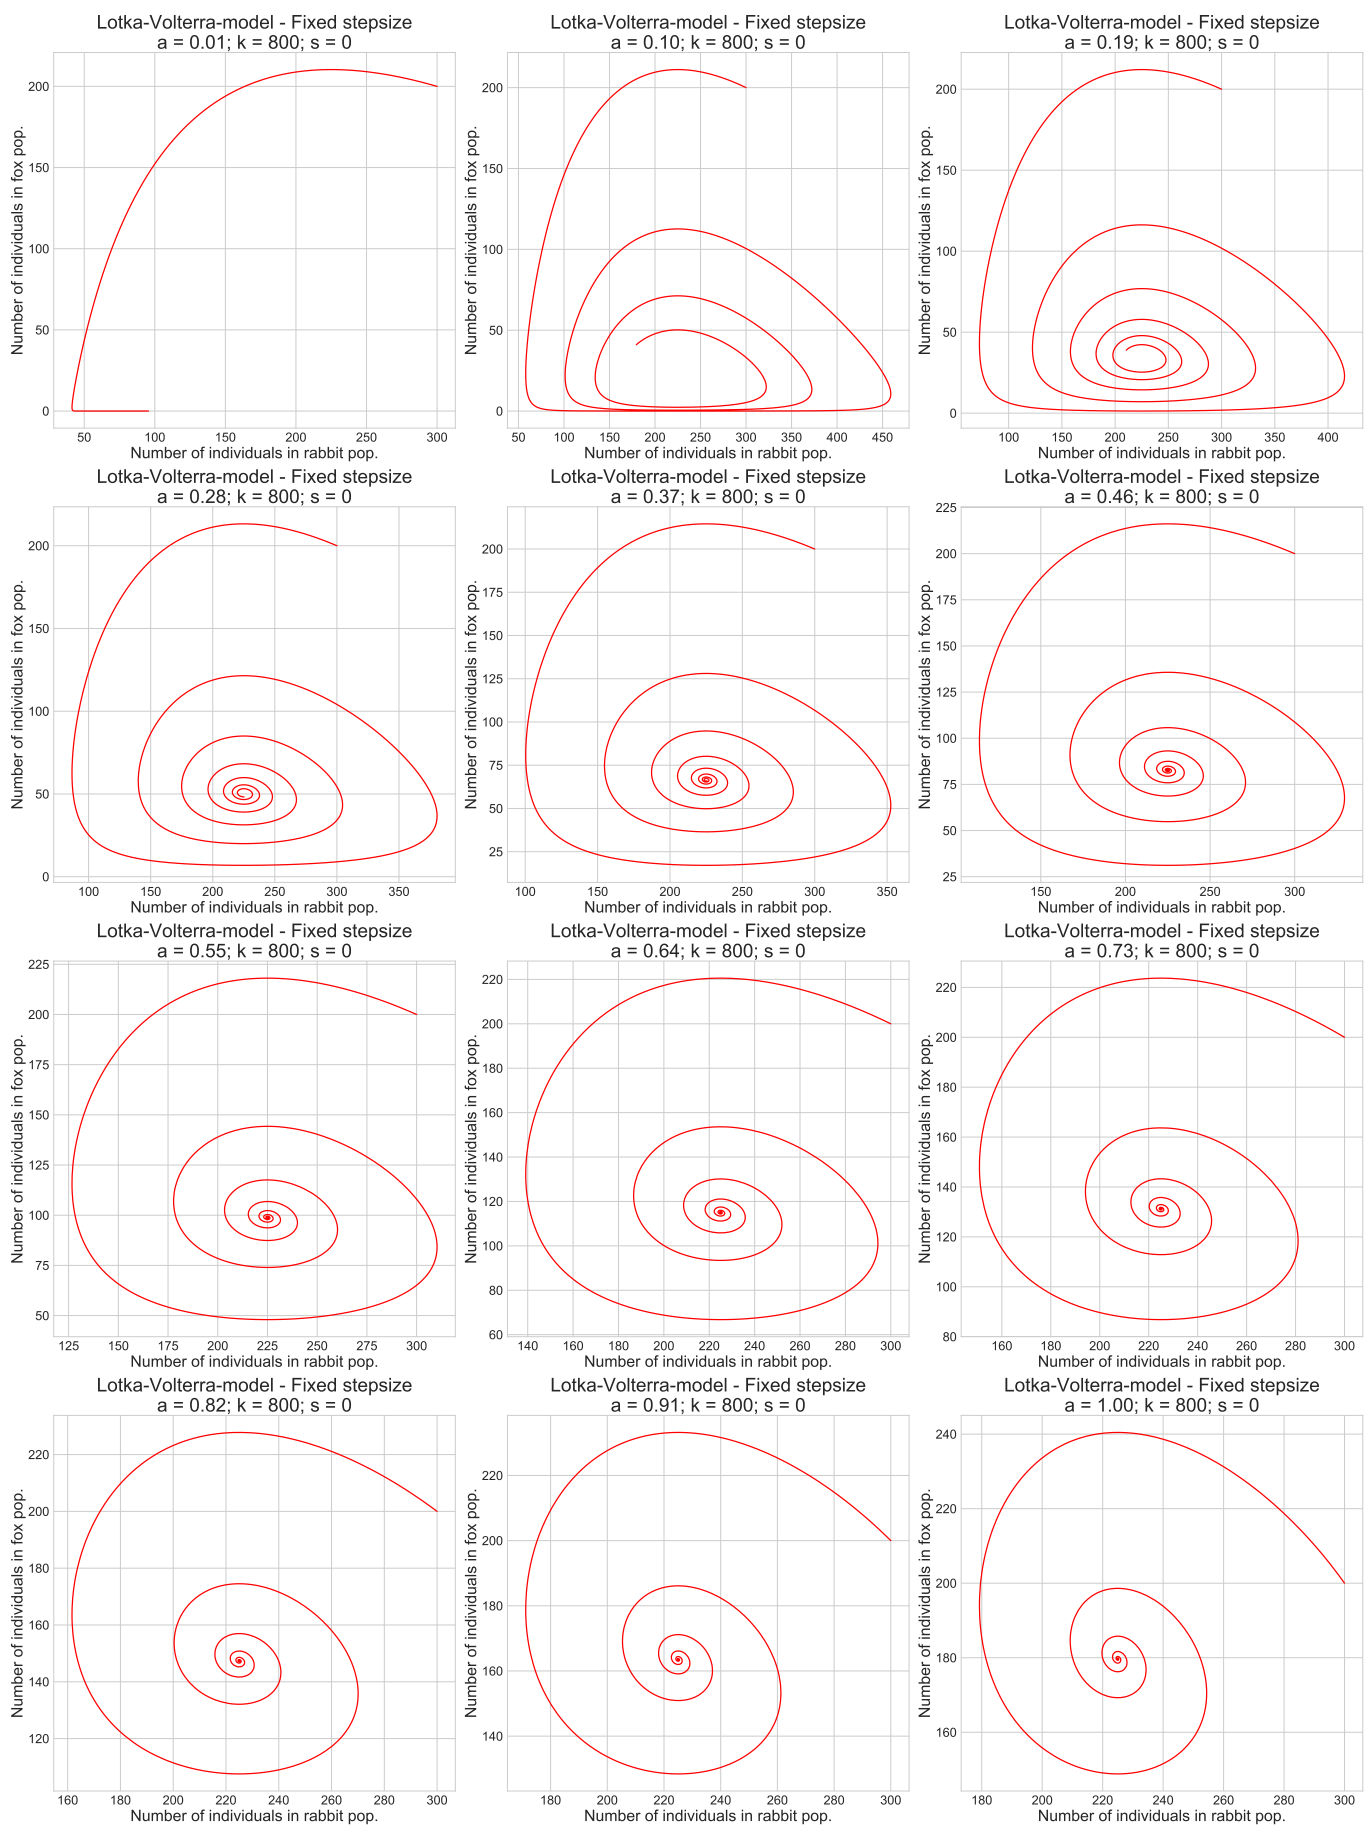 Lotka-Volterra-model - Fixed stepsize
a = 0.01; k = 800; s = 0
Number of individuals in fox pop.
200
150
100
50
0
50 100 150 200 250 300
Number of individuals in rabbit pop.
Lotka-Volterra-model - Fixed stepsize
a = 0.10; k = 800; s = 0
Number of individuals in fox pop.
200
150
100
50
0
50 100 150 200 250 300 350 400 450
Number of individuals in rabbit pop.
Lotka-Volterra-model - Fixed stepsize
a = 0.19; k = 800; s = 0
Number of individuals in fox pop.
200
150
100
50
0
100 150 200 250 300 350 400
Number of individuals in rabbit pop.
Lotka-Volterra-model - Fixed stepsize
a = 0.28; k = 800; s = 0
Number of individuals in fox pop.
200
150
100
50
0
100 150 200 250 300 350
Number of individuals in rabbit pop.
Lotka-Volterra-model - Fixed stepsize
a = 0.37; k = 800; s = 0
Number of individuals in fox pop.
200
175
150
125
100
75
50
25
100 150 200 250 300 350
Number of individuals in rabbit pop.
Lotka-Volterra-model - Fixed stepsize
a = 0.46; k = 800; s = 0
Number of individuals in fox pop.
225
200
175
150
125
100
75
50
25
150 200 250 300
Number of individuals in rabbit pop.
Lotka-Volterra-model - Fixed stepsize
a = 0.55; k = 800; s = 0
Number of individuals in fox pop.
225
200
175
150
125
100
75
50
125 150 175 200 225 250 275 300
Number of individuals in rabbit pop.
Lotka-Volterra-model - Fixed stepsize
a = 0.64; k = 800; s = 0
Number of individuals in fox pop.
220
200
180
160
140
120
100
80
60
140 160 180 200 220 240 260 280 300
Number of individuals in rabbit pop.
Lotka-Volterra-model - Fixed stepsize
a = 0.73; k = 800; s = 0
Number of individuals in fox pop.
220
200
180
160
140
120
100
80
160 180 200 220 240 260 280 300
Number of individuals in rabbit pop.
Lotka-Volterra-model - Fixed stepsize
a = 0.82; k = 800; s = 0
Number of individuals in fox pop.
220
200
180
160
140
120
160 180 200 220 240 260 280 300
Number of individuals in rabbit pop.
Lotka-Volterra-model - Fixed stepsize
a = 0.91; k = 800; s = 0
Number of individuals in fox pop.
220
200
180
160
140
180 200 220 240 260 280 300
Number of individuals in rabbit pop.
Lotka-Volterra-model - Fixed stepsize
a = 1.00; k = 800; s = 0
Number of individuals in fox pop.
240
220
200
180
160
180 200 220 240 260 280 300
Number of individuals in rabbit pop.